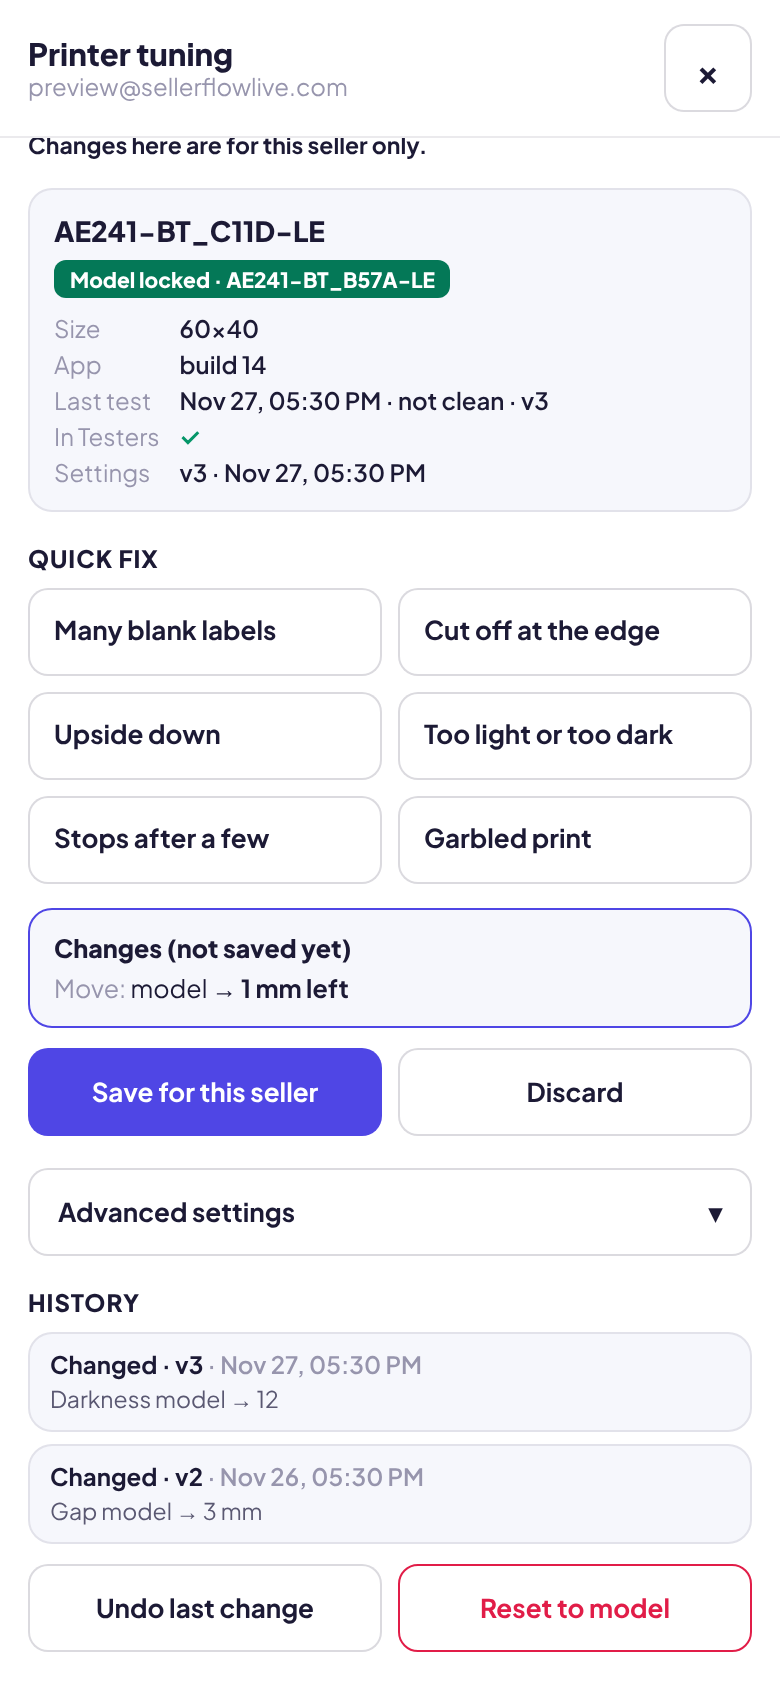 Printer tuning
preview@sellerflowlive.com
×
Changes here are for this seller only.
AE241-BT_C11D-LE
Model locked · AE241-BT_B57A-LE
Size 60×40
App build 14
Last test Nov 27, 05:30 PM · not clean · v3
In Testers ✓
Settings v3 · Nov 27, 05:30 PM
QUICK FIX
Many blank labels
Cut off at the edge
Upside down
Too light or too dark
Stops after a few
Garbled print
Changes (not saved yet)
Move: model → 1 mm left
Save for this seller
Discard
Advanced settings ▼
HISTORY
Changed · v3 · Nov 27, 05:30 PM
Darkness model → 12
Changed · v2 · Nov 26, 05:30 PM
Gap model → 3 mm
Undo last change
Reset to model